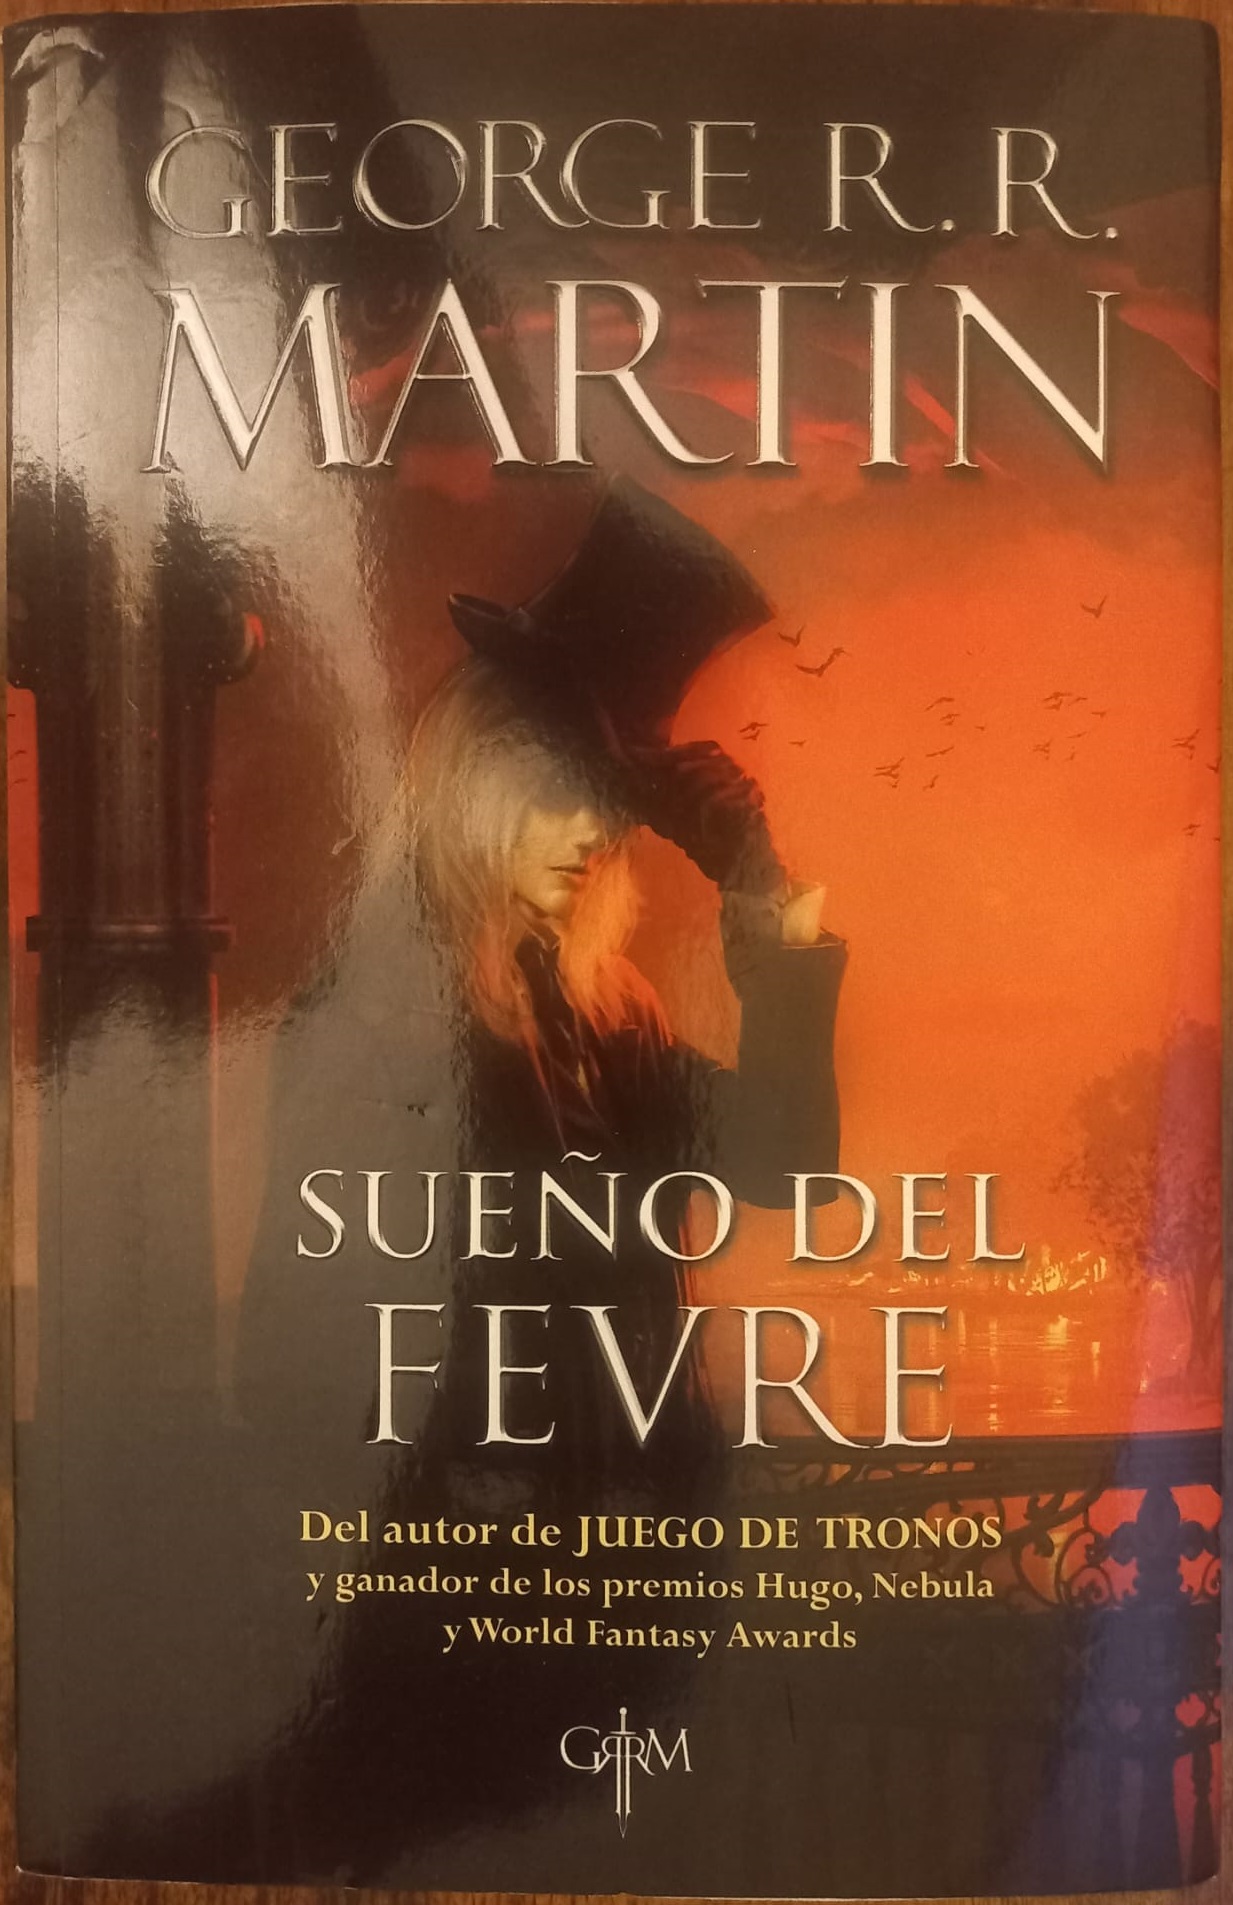 GEORGE R. R.
MARTIN
SUEÑO DEL
FEVRE
Del autor de JUEGO DE TRONOS
y ganador de los premios Hugo, Nebula
y World Fantasy Awards
GRRM